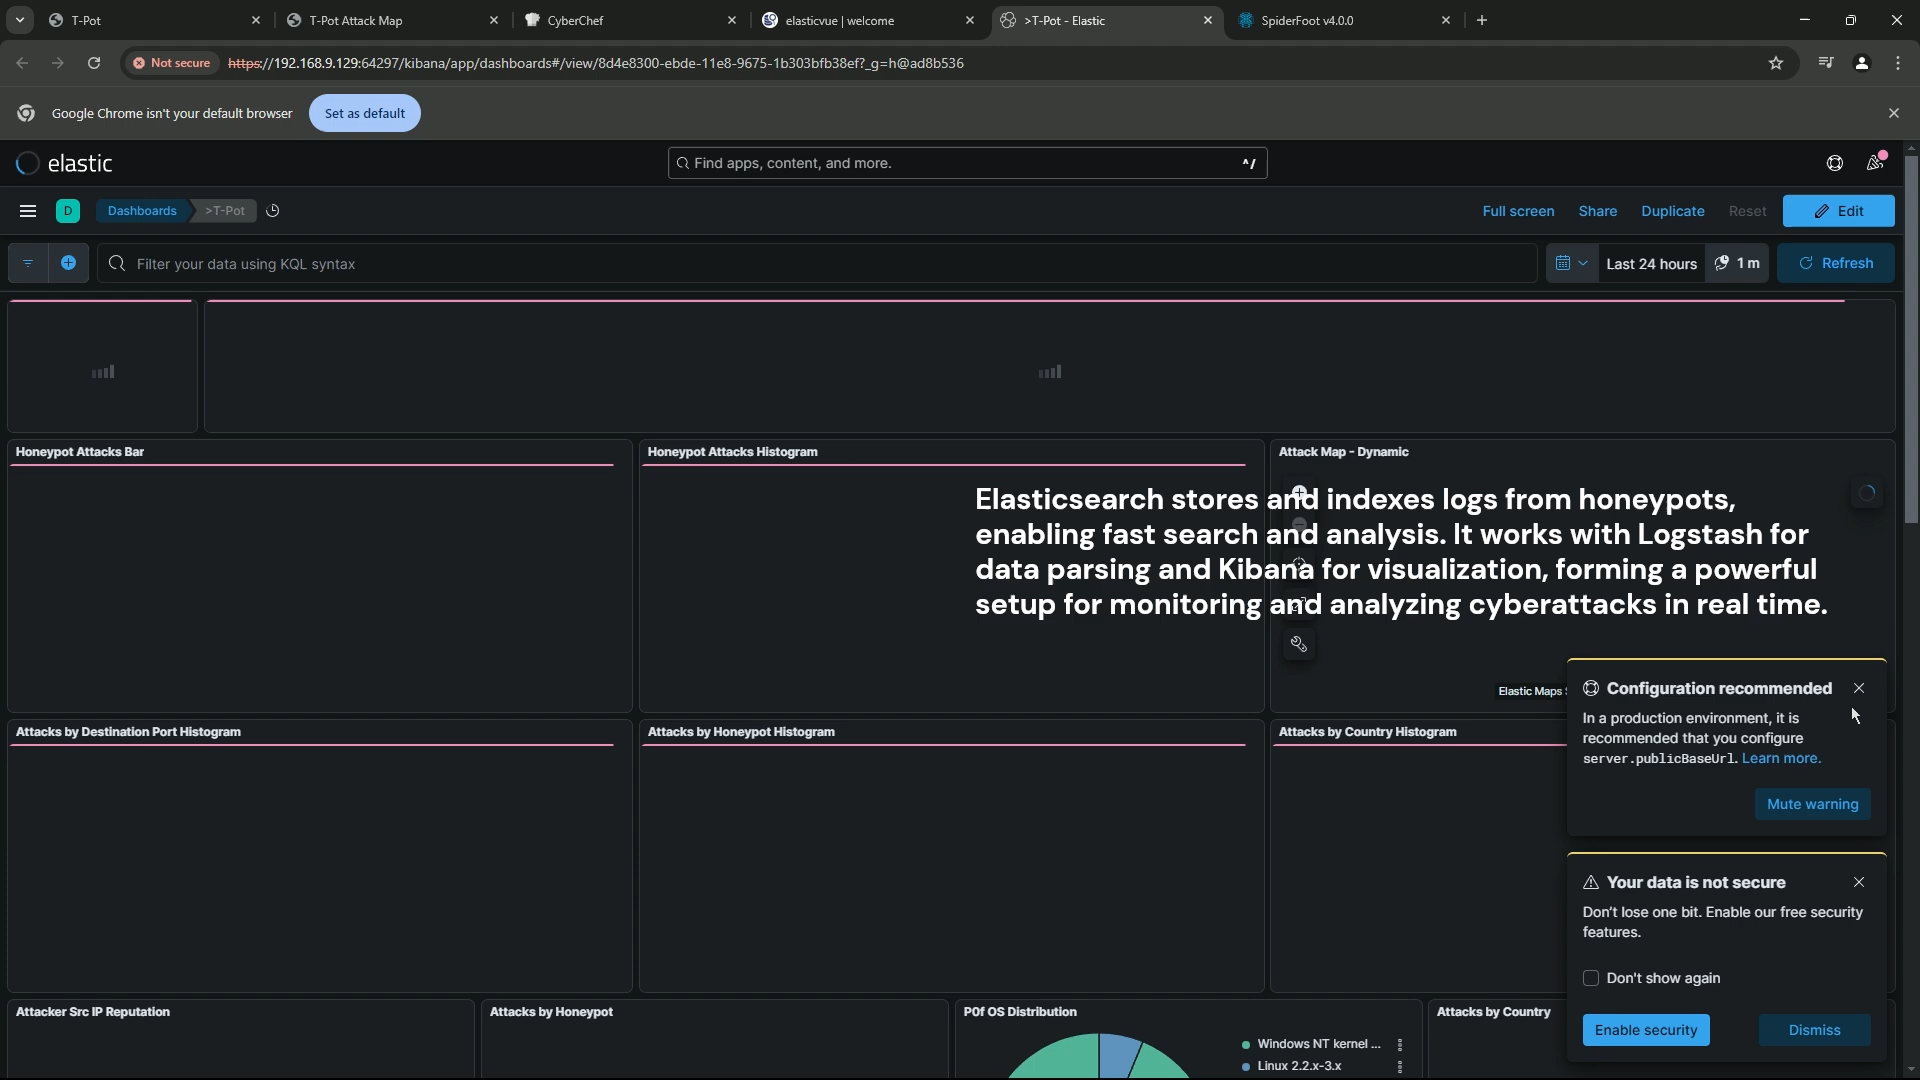 T-Pot
T-Pot Attack Map
CyberChef
elasticvue | welcome
>T-Pot - Elastic
SpiderFoot v4.0.0
Not secure
https://192.168.9.129:64297/kibana/app/dashboards#/view/8d4e8300-ebde-11e8-9675-1b303bfb38ef?_g=h@ad8b536
Google Chrome isn't your default browser
Set as default
elastic
Find apps, content, and more.
^/
D
Dashboards
>T-Pot
Full screen
Share
Duplicate
Reset
Edit
Filter your data using KQL syntax
Last 24 hours
1 m
Refresh
Honeypot Attacks Bar
Honeypot Attacks Histogram
Attack Map - Dynamic
Elasticsearch stores and indexes logs from honeypots,
enabling fast search and analysis. It works with Logstash for
data parsing and Kibana for visualization, forming a powerful
setup for monitoring and analyzing cyberattacks in real time.
Elastic Maps
Configuration recommended
In a production environment, it is
recommended that you configure
server.publicBaseUrl. Learn more.
Mute warning
Attacks by Destination Port Histogram
Attacks by Honeypot Histogram
Attacks by Country Histogram
Your data is not secure
Don't lose one bit. Enable our free security
features.
Don't show again
Enable security
Dismiss
Attacker Src IP Reputation
Attacks by Honeypot
P0f OS Distribution
Windows NT kernel ...
Linux 2.2.x-3.x
Attacks by Country